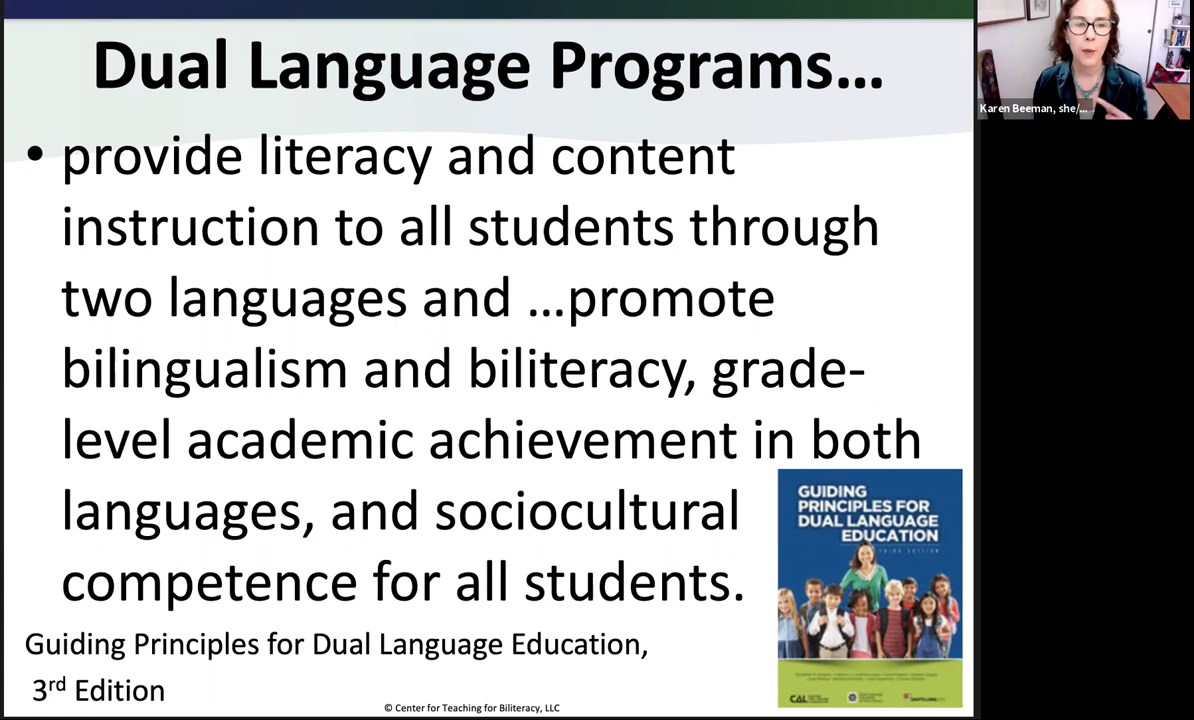 Dual Language Programs...
• provide literacy and content
instruction to all students through
two languages and ...promote
bilingualism and biliteracy, grade-
level academic achievement in both
languages, and sociocultural
competence for all students.
Guiding Principles for Dual Language Education,
3rd Edition
© Center for Teaching for Biliteracy, LLC
GUIDING
PRINCIPLES FOR
DUAL LANGUAGE
EDUCATION
THIRD EDITION
CAL
Karen Beeman, she/...